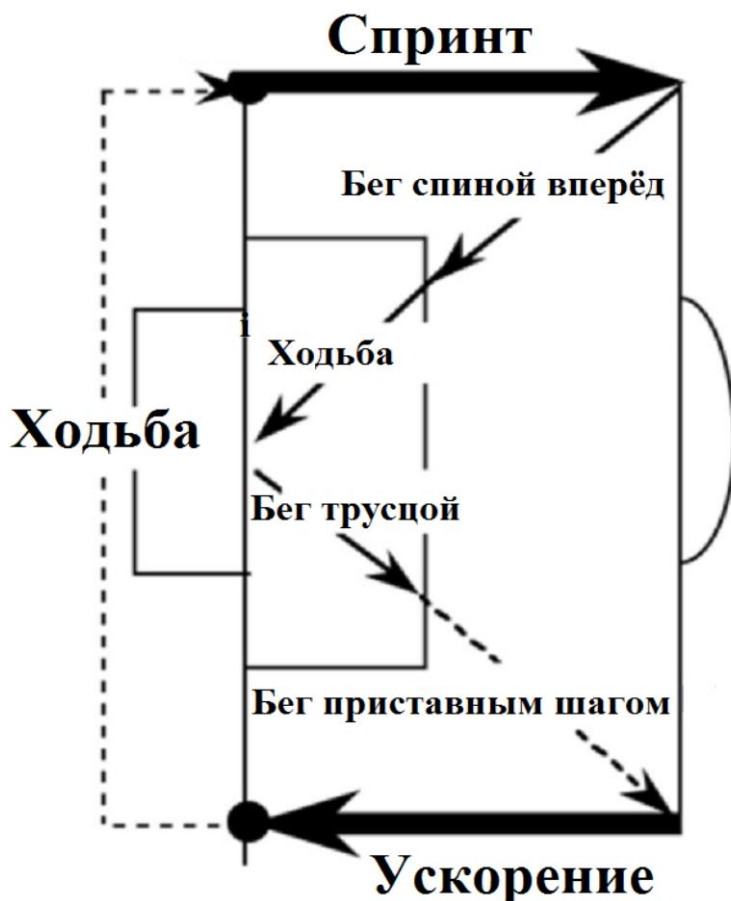 Спринт
Бег спиной вперёд
i
Ходьба
Ходьба
Бег трусцой
Бег приставным шагом
Ускорение